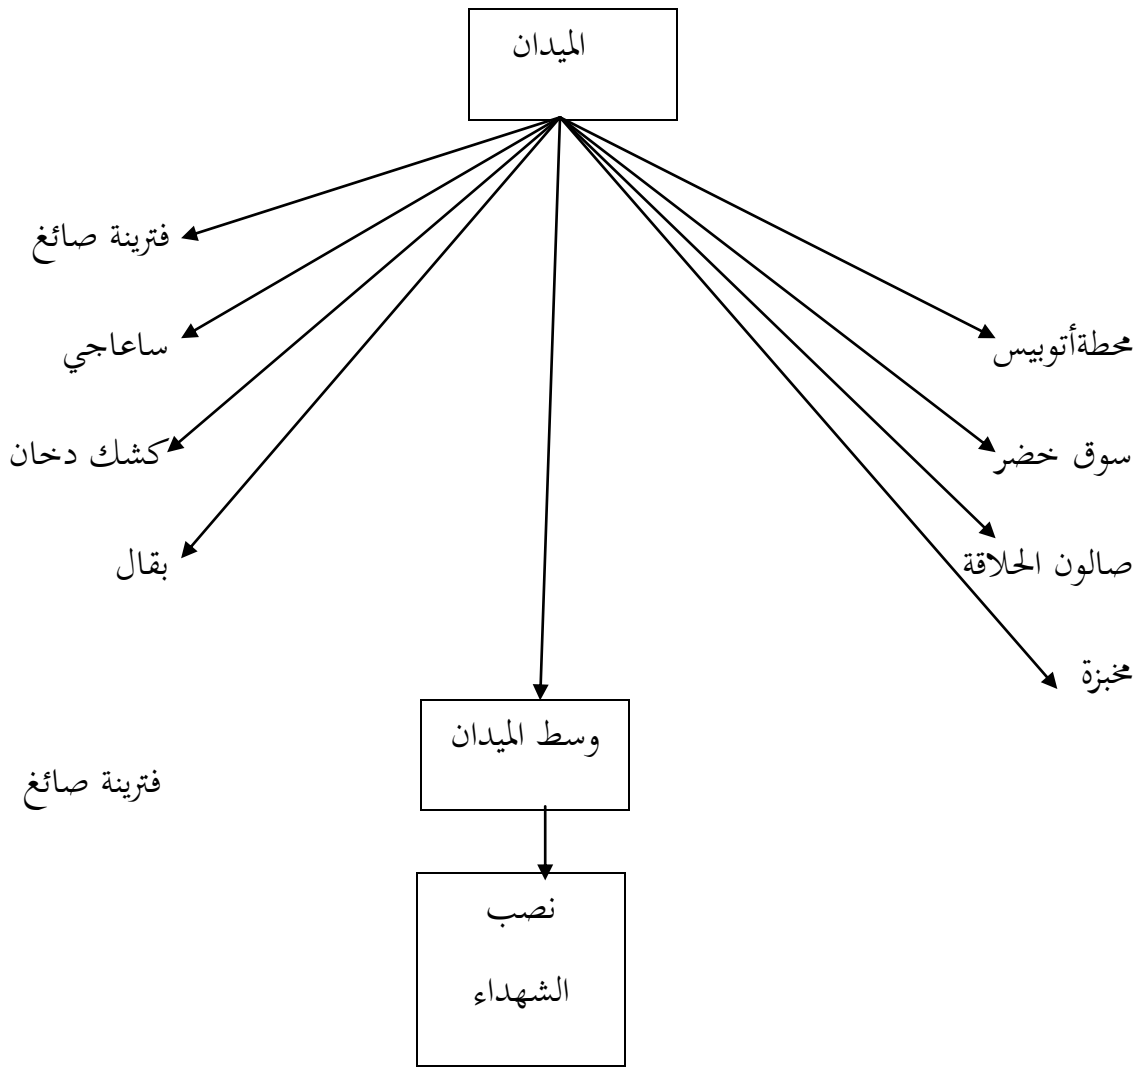 الميدان
فترينة صائغ
محطةأتوبيس
ساعاجي
سوق خضر
كشك دخان
صالون الحلاقة
بقال
مخبزة
وسط الميدان
فترينة صائغ
نصب
الشهداء